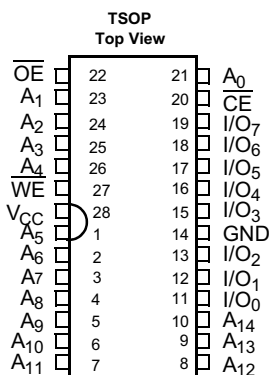 TSOP
Top View
OE 22 21 A0
A1 23 20 CE
A2 24 19 I/O7
A3 25 18 I/O6
A4 26 17 I/O5
WE 27 16 I/O4
VCC 28 15 I/O3
A5 1 14 GND
A6 2 13 I/O2
A7 3 12 I/O1
A8 4 11 I/O0
A9 5 10 A14
A10 6 9 A13
A11 7 8 A12